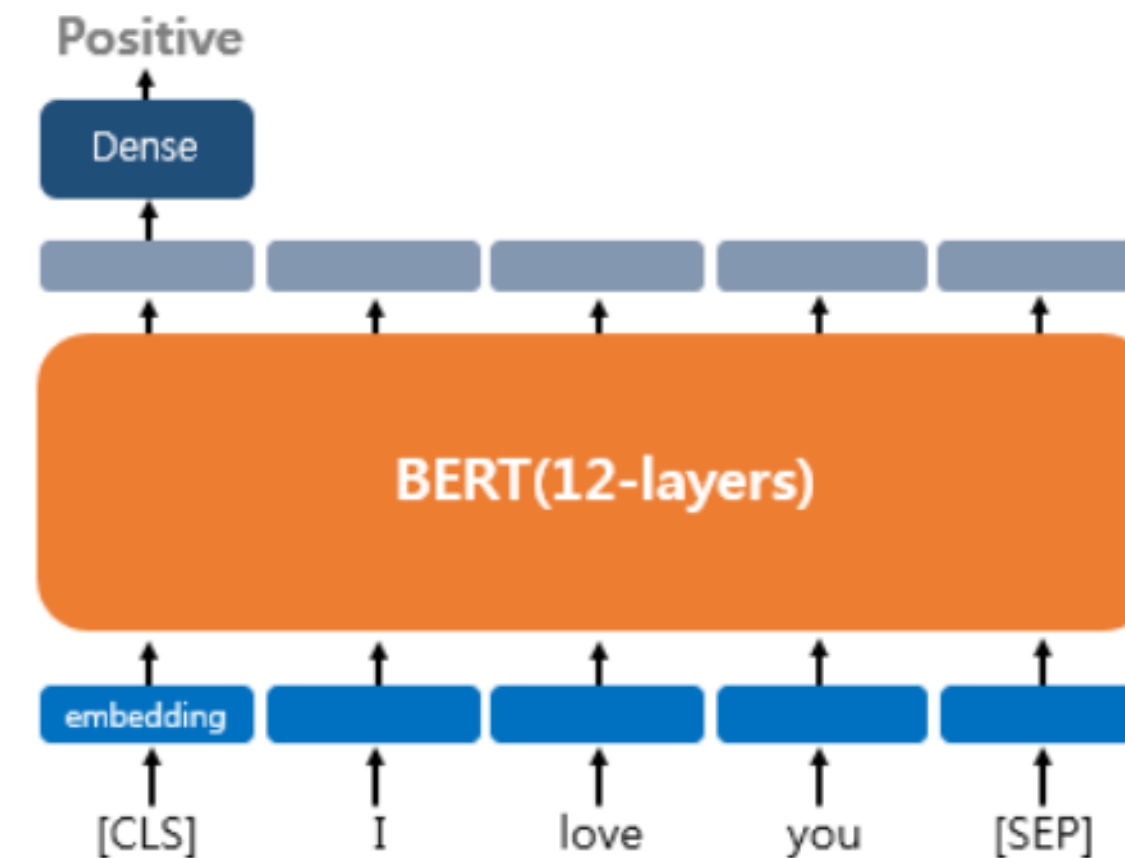 Positive
Dense
BERT(12-layers)
embedding
[CLS] I love you [SEP]